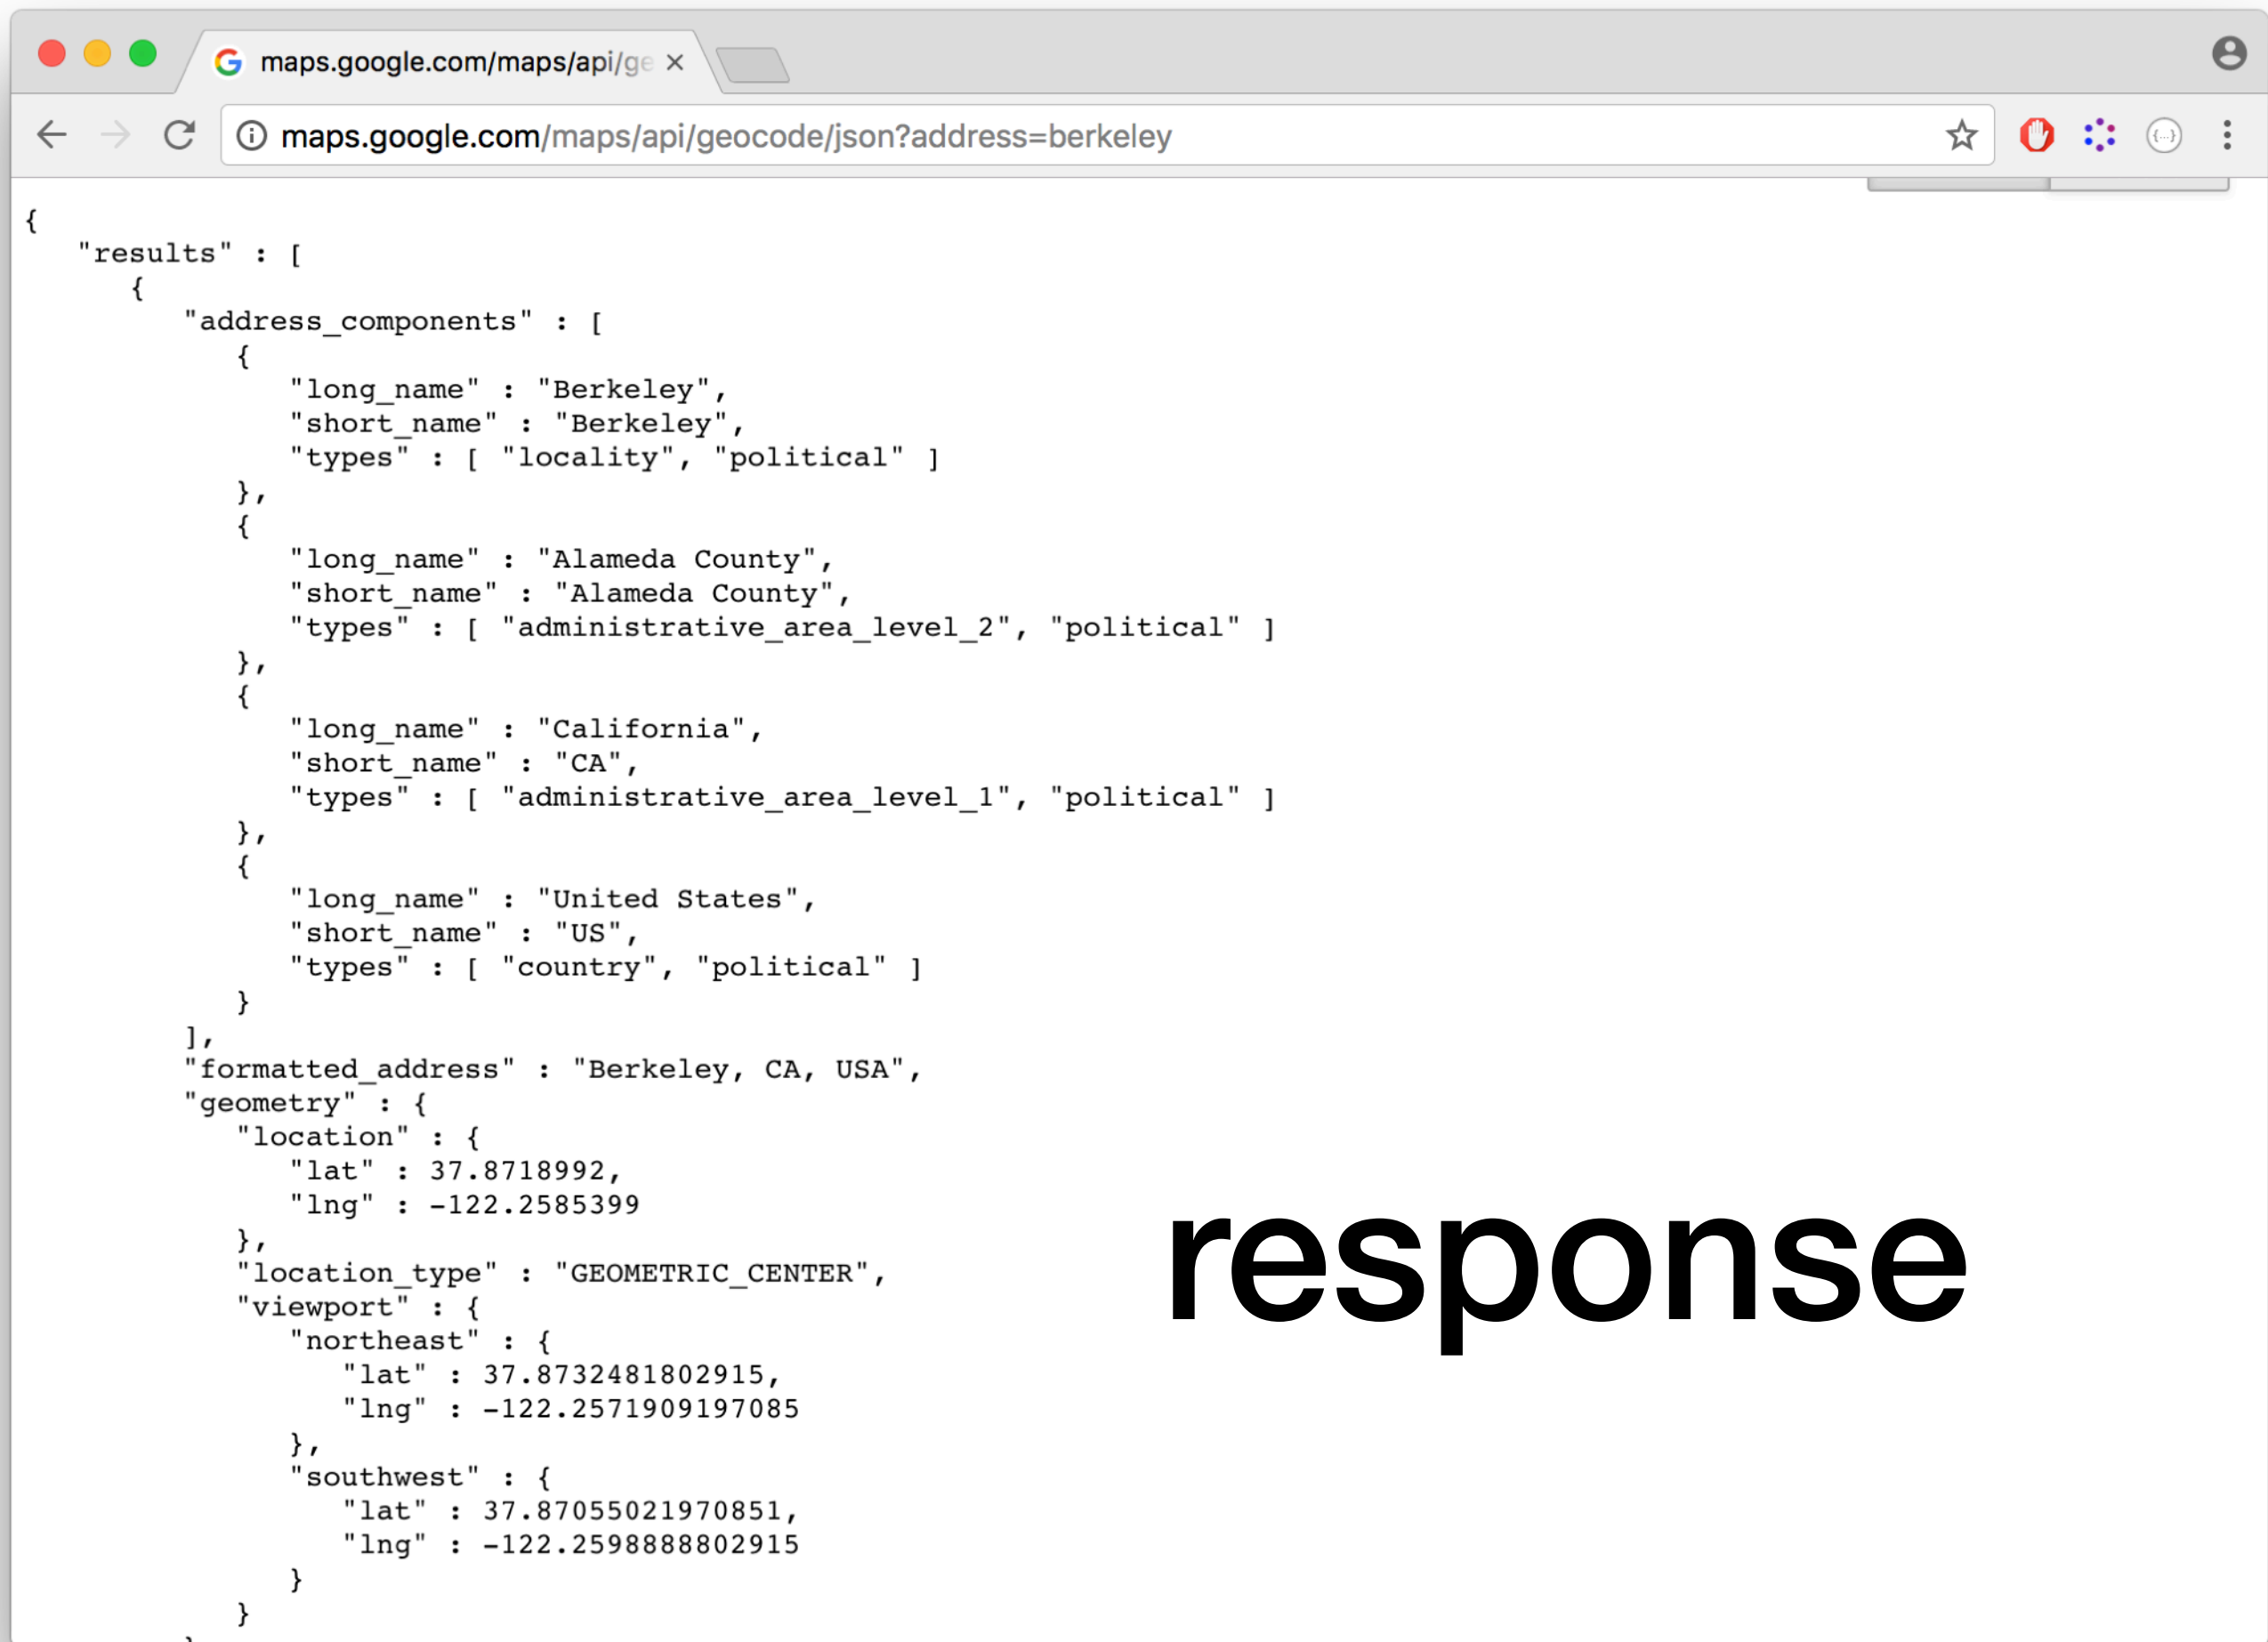 maps.google.com/maps/api/ge
maps.google.com/maps/api/geocode/json?address=berkeley
{
   "results" : [
      {
         "address_components" : [
            {
               "long_name" : "Berkeley",
               "short_name" : "Berkeley",
               "types" : [ "locality", "political" ]
            },
            {
               "long_name" : "Alameda County",
               "short_name" : "Alameda County",
               "types" : [ "administrative_area_level_2", "political" ]
            },
            {
               "long_name" : "California",
               "short_name" : "CA",
               "types" : [ "administrative_area_level_1", "political" ]
            },
            {
               "long_name" : "United States",
               "short_name" : "US",
               "types" : [ "country", "political" ]
            }
         ],
         "formatted_address" : "Berkeley, CA, USA",
         "geometry" : {
            "location" : {
               "lat" : 37.8718992,
               "lng" : -122.2585399
            },
            "location_type" : "GEOMETRIC_CENTER",
            "viewport" : {
               "northeast" : {
                  "lat" : 37.8732481802915,
                  "lng" : -122.2571909197085
               },
               "southwest" : {
                  "lat" : 37.87055021970851,
                  "lng" : -122.2598888802915
               }
            }
response